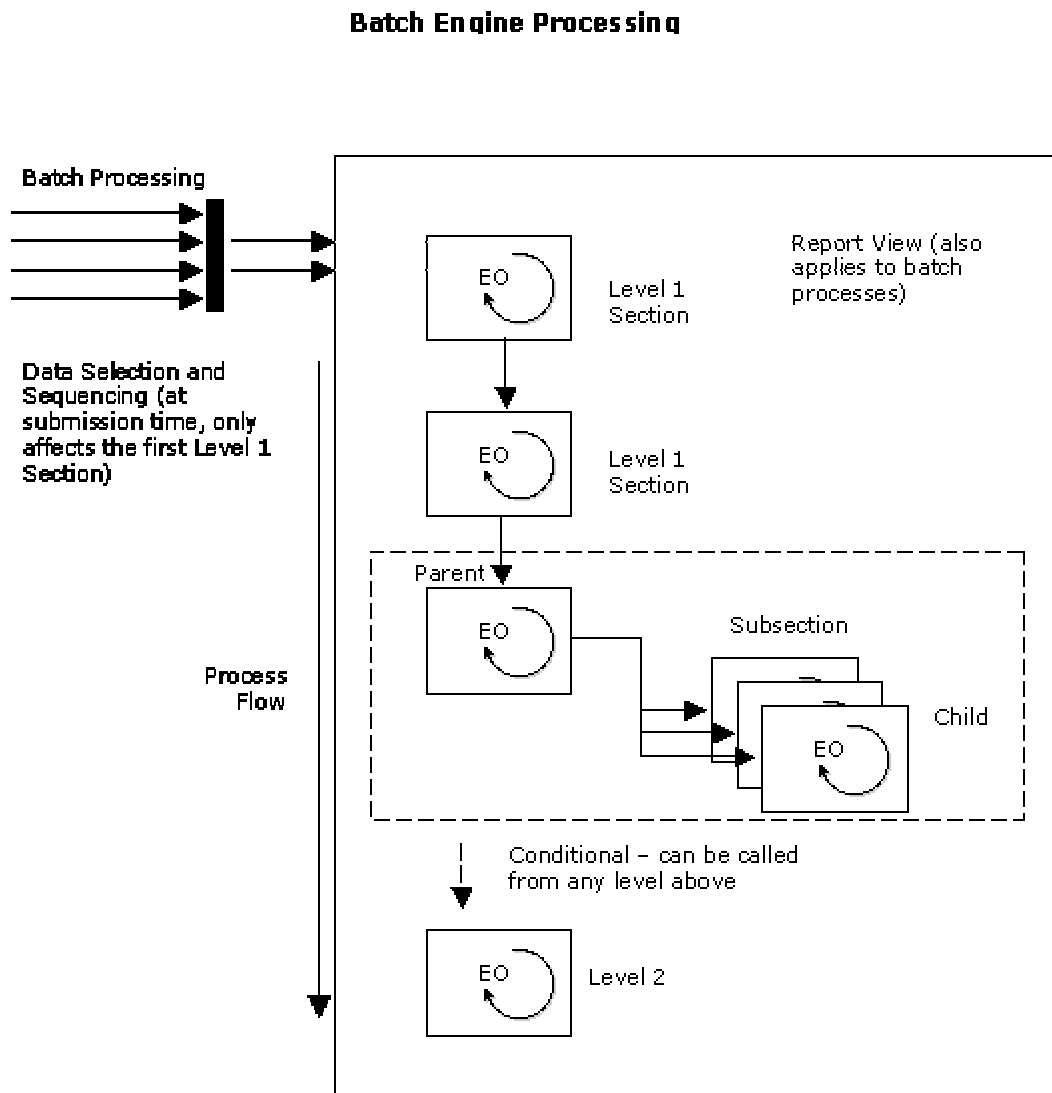 Batch Engine Processing
Batch Processing
Report View (also
applies to batch
processes)
EO
Level 1
Section
Data Selection and
Sequencing (at
submission time, only
affects the first Level 1
Section)
EO
Level 1
Section
Parent
EO
Subsection
Process
Flow
Child
EO
Conditional – can be called
from any level above
EO
Level 2